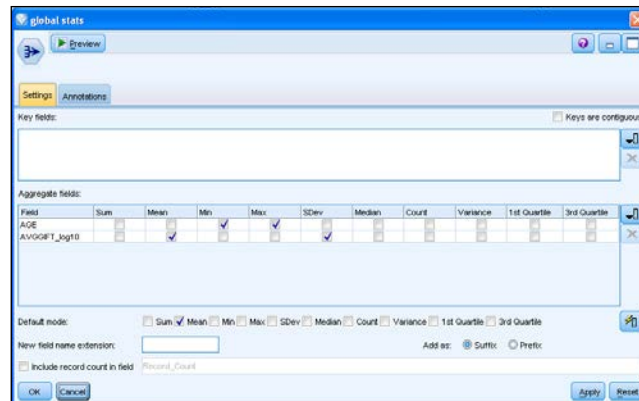 global stats
Preview
Settings Annotations
Key fields: Keys are contiguous
Aggregate fields:
Field Sum Mean Min Max SDev Median Count Variance 1st Quartile 3rd Quartile
AGE
AVGGIFT_log10
Default mode: Sum Mean Min Max SDev Median Count Variance 1st Quartile 3rd Quartile
New field name extension: Add as: Suffix Prefix
Include record count in field Record_Count
OK Cancel Apply Reset